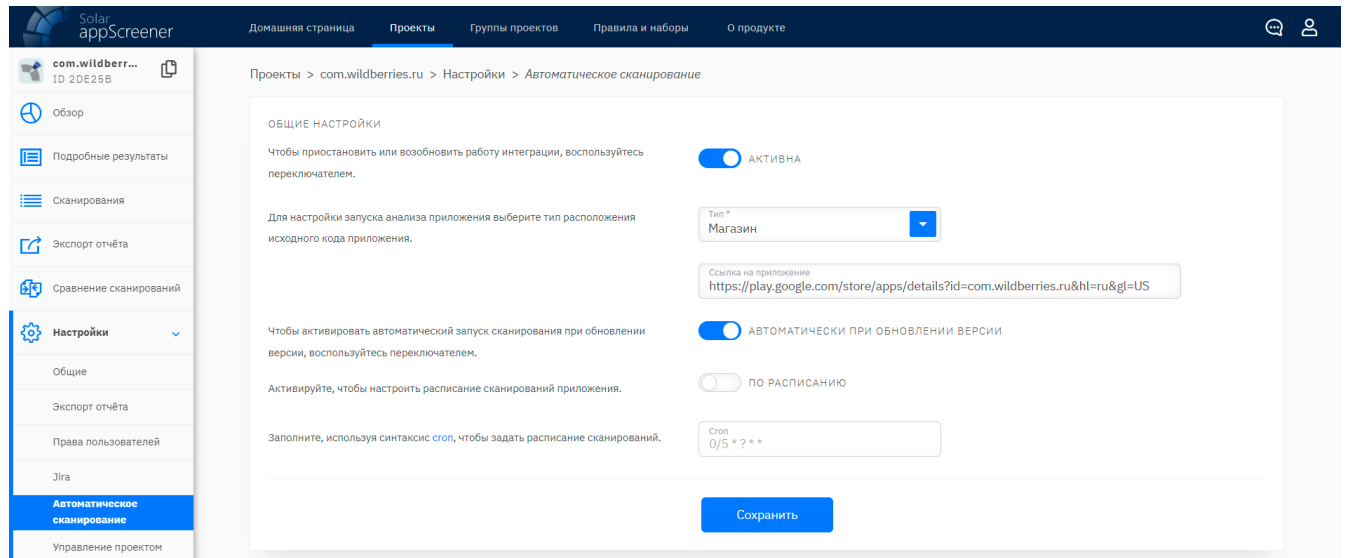 Solar
appScreener
Домашняя страница
Проекты
Группы проектов
Правила и наборы
О продукте
com.wildberr...
ID 2DE25B
Обзор
Подробные результаты
Сканирования
Экспорт отчёта
Сравнение сканирований
Настройки
Общие
Экспорт отчёта
Права пользователей
Jira
Автоматическое
сканирование
Управление проектом
Проекты > com.wildberries.ru > Настройки > Автоматическое сканирование
ОБЩИЕ НАСТРОЙКИ
Чтобы приостановить или возобновить работу интеграции, воспользуйтесь
переключателем.
АКТИВНА
Для настройки запуска анализа приложения выберите тип расположения
исходного кода приложения.
Тип *
Магазин
Ссылка на приложение
https://play.google.com/store/apps/details?id=com.wildberries.ru&hl=ru&gl=US
Чтобы активировать автоматический запуск сканирования при обновлении
версии, воспользуйтесь переключателем.
АВТОМАТИЧЕСКИ ПРИ ОБНОВЛЕНИИ ВЕРСИИ
Активируйте, чтобы настроить расписание сканирований приложения.
ПО РАСПИСАНИЮ
Заполните, используя синтаксис cron, чтобы задать расписание сканирований.
Cron
0/5 * ? * *
Сохранить